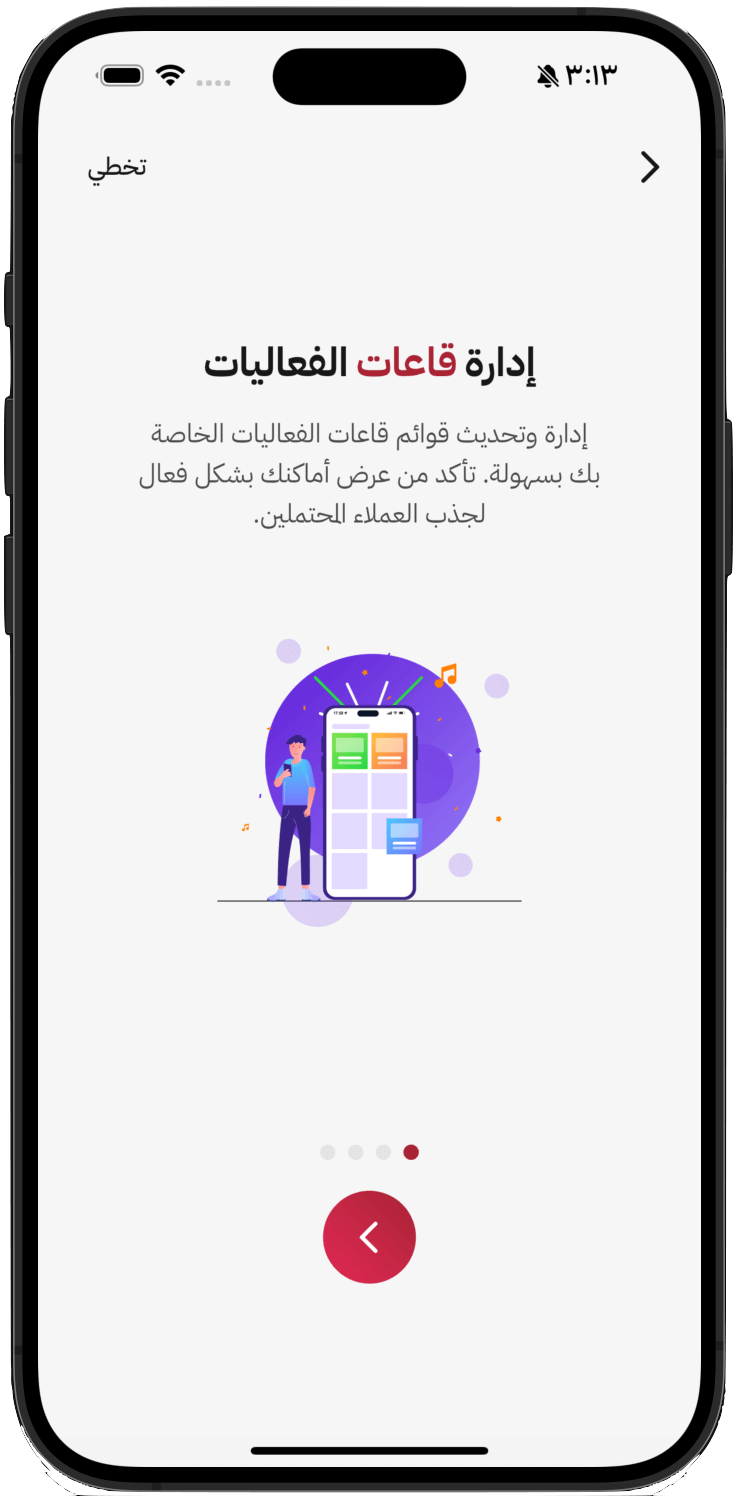 ٣:١٣
تخطي
إدارة قاعات الفعاليات
إدارة وتحديث قوائم قاعات الفعاليات الخاصة
بك بسهولة. تأكد من عرض أماكنك بشكل فعال
لجذب العملاء المحتملين.